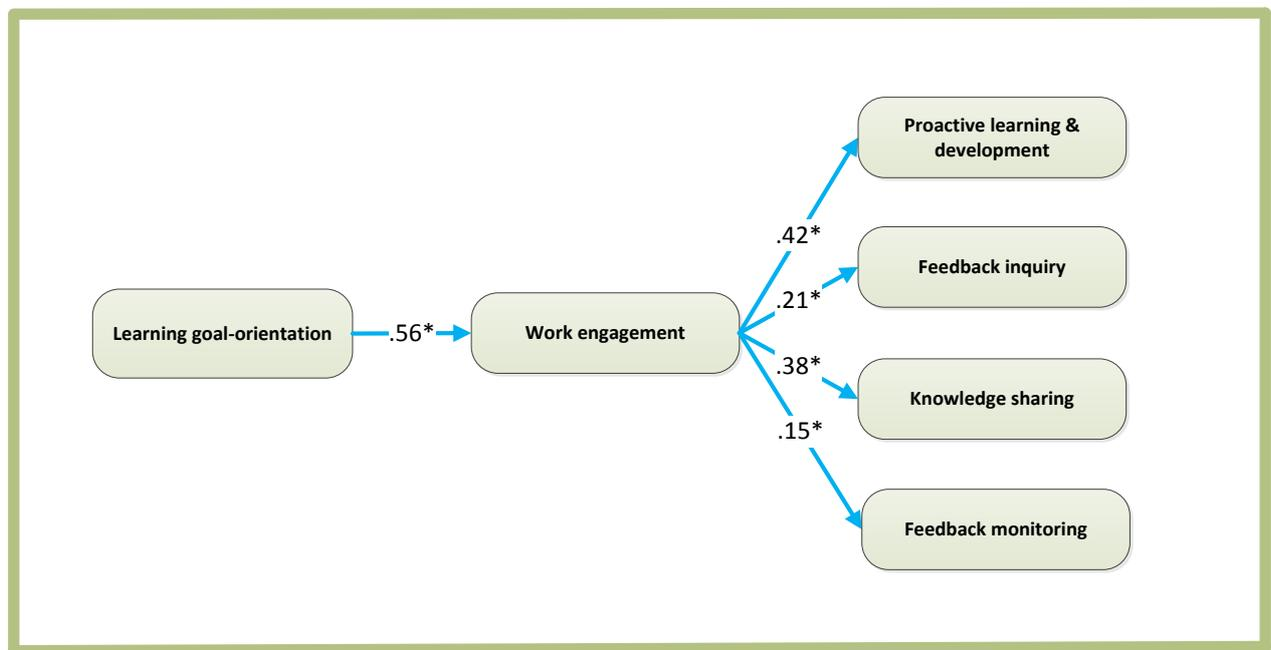 Learning goal-orientation
.56*
Work engagement
.42*
.21*
.38*
.15*
Proactive learning &
development
Feedback inquiry
Knowledge sharing
Feedback monitoring